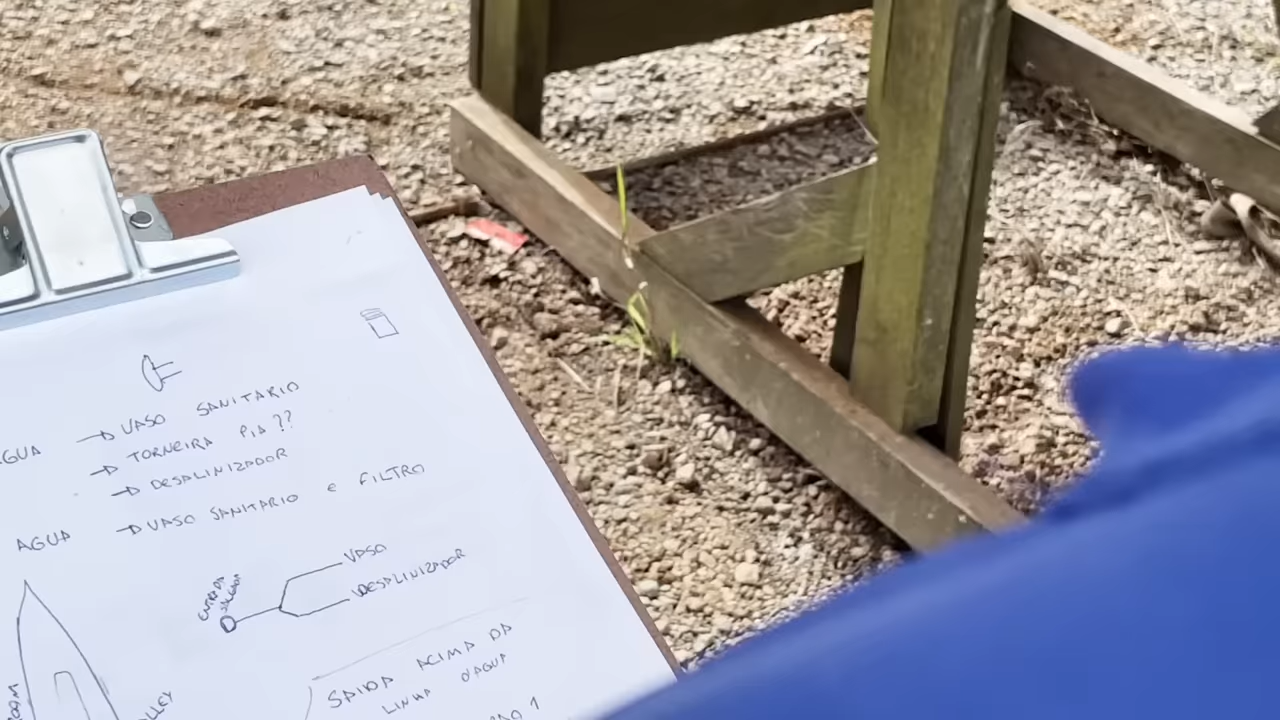 AGUA → VASO SANITARIO
→ TORNEIRA PIA ??
→ DESALINIZADOR
AGUA → VASO SANITARIO e FILTRO
VASO
DESALINIZADOR
SAIDA ACIMA DA
LINHA D'AGUA